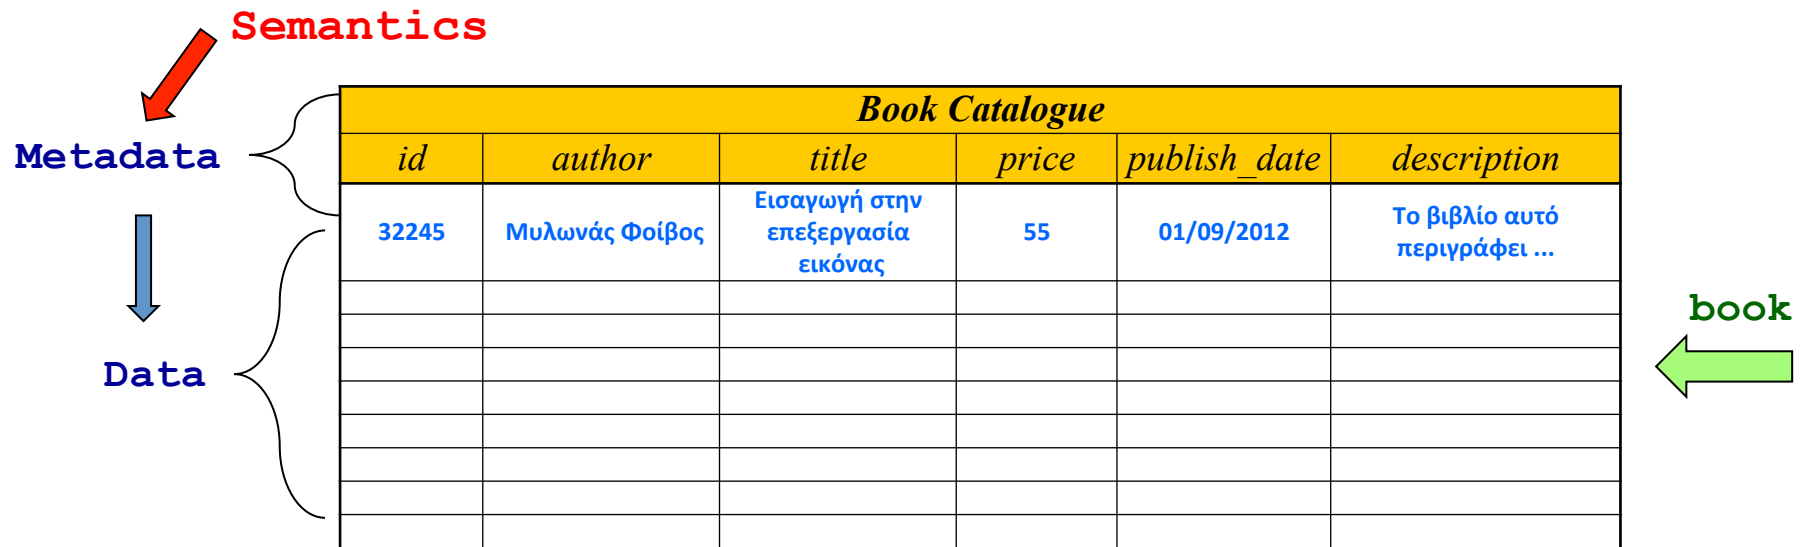 Semantics
Book Catalogue
Metadata
id author title price publish_date description
32245 Μυλωνάς Φοίβος Εισαγωγή στην επεξεργασία εικόνας 55 01/09/2012 Το βιβλίο αυτό περιγράφει ...
book
Data